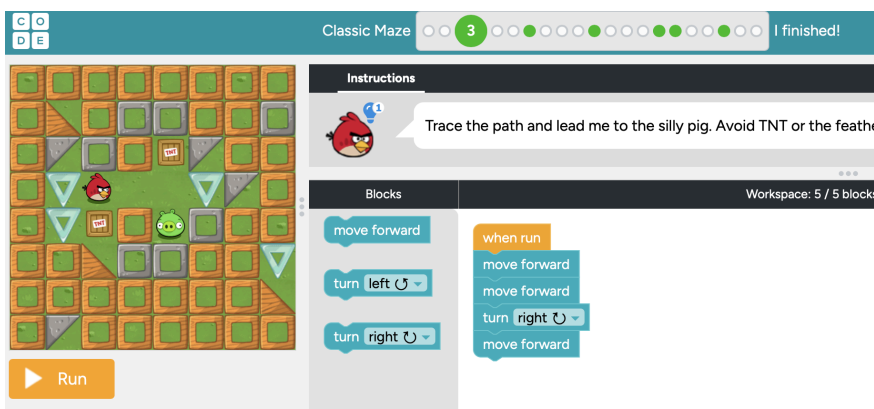 C O
D E
Classic Maze
3
I finished!
Instructions
1
Trace the path and lead me to the silly pig. Avoid TNT or the feathe
TNT
TNT
Blocks
Workspace: 5 / 5 blocks
move forward
turn left
turn right
when run
move forward
move forward
turn right
move forward
Run